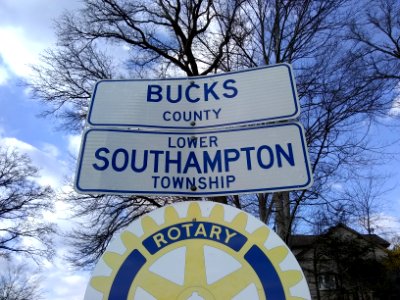 BUCKS
COUNTY
LOWER
SOUTHAMPTON
TOWNSHIP
ROTARY